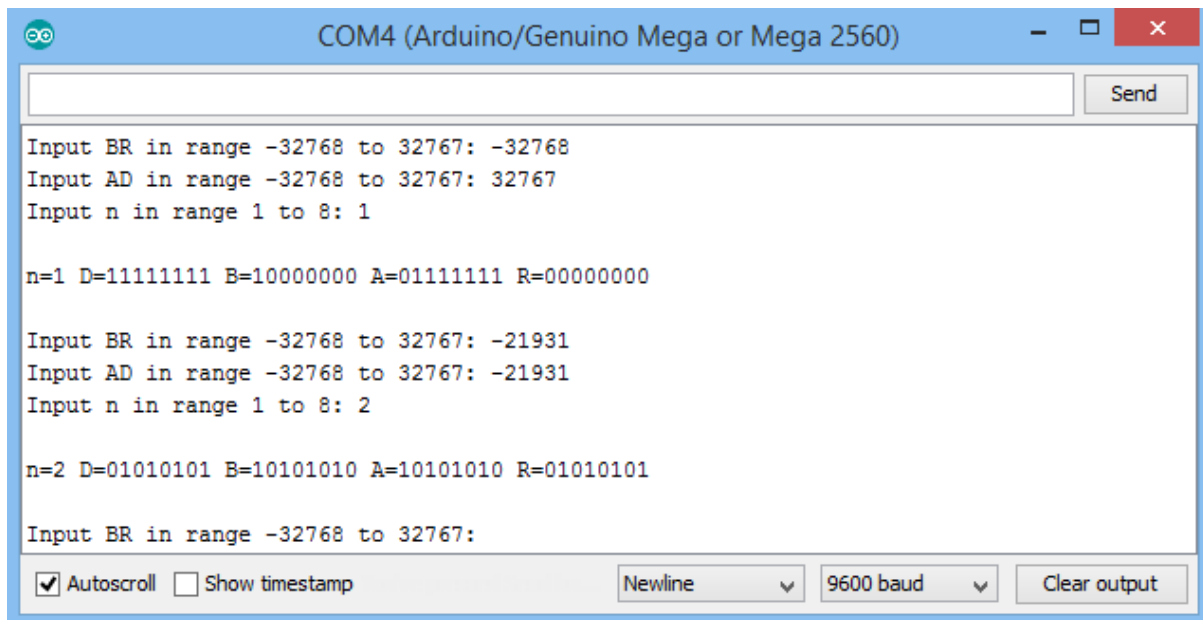 COM4 (Arduino/Genuino Mega or Mega 2560)
Send
Input BR in range -32768 to 32767: -32768
Input AD in range -32768 to 32767: 32767
Input n in range 1 to 8: 1
n=1 D=11111111 B=10000000 A=01111111 R=00000000
Input BR in range -32768 to 32767: -21931
Input AD in range -32768 to 32767: -21931
Input n in range 1 to 8: 2
n=2 D=01010101 B=10101010 A=10101010 R=01010101
Input BR in range -32768 to 32767:
Autoscroll Show timestamp Newline 9600 baud Clear output